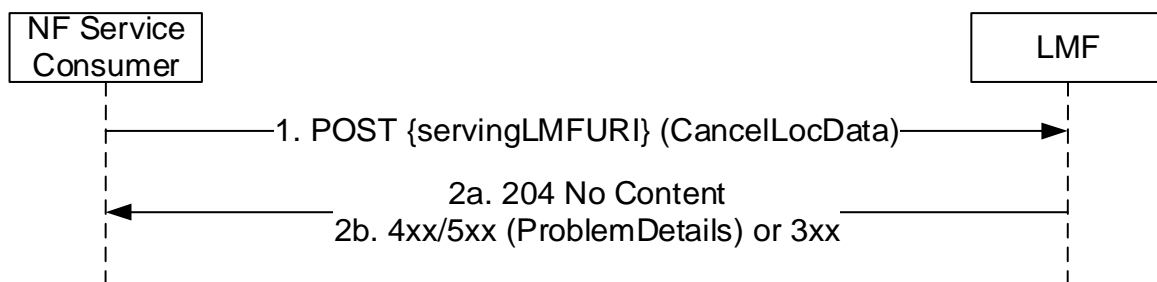 NF Service
Consumer
LMF
1. POST {servingLMFURI} (CancelLocData)
2a. 204 No Content
2b. 4xx/5xx (ProblemDetails) or 3xx